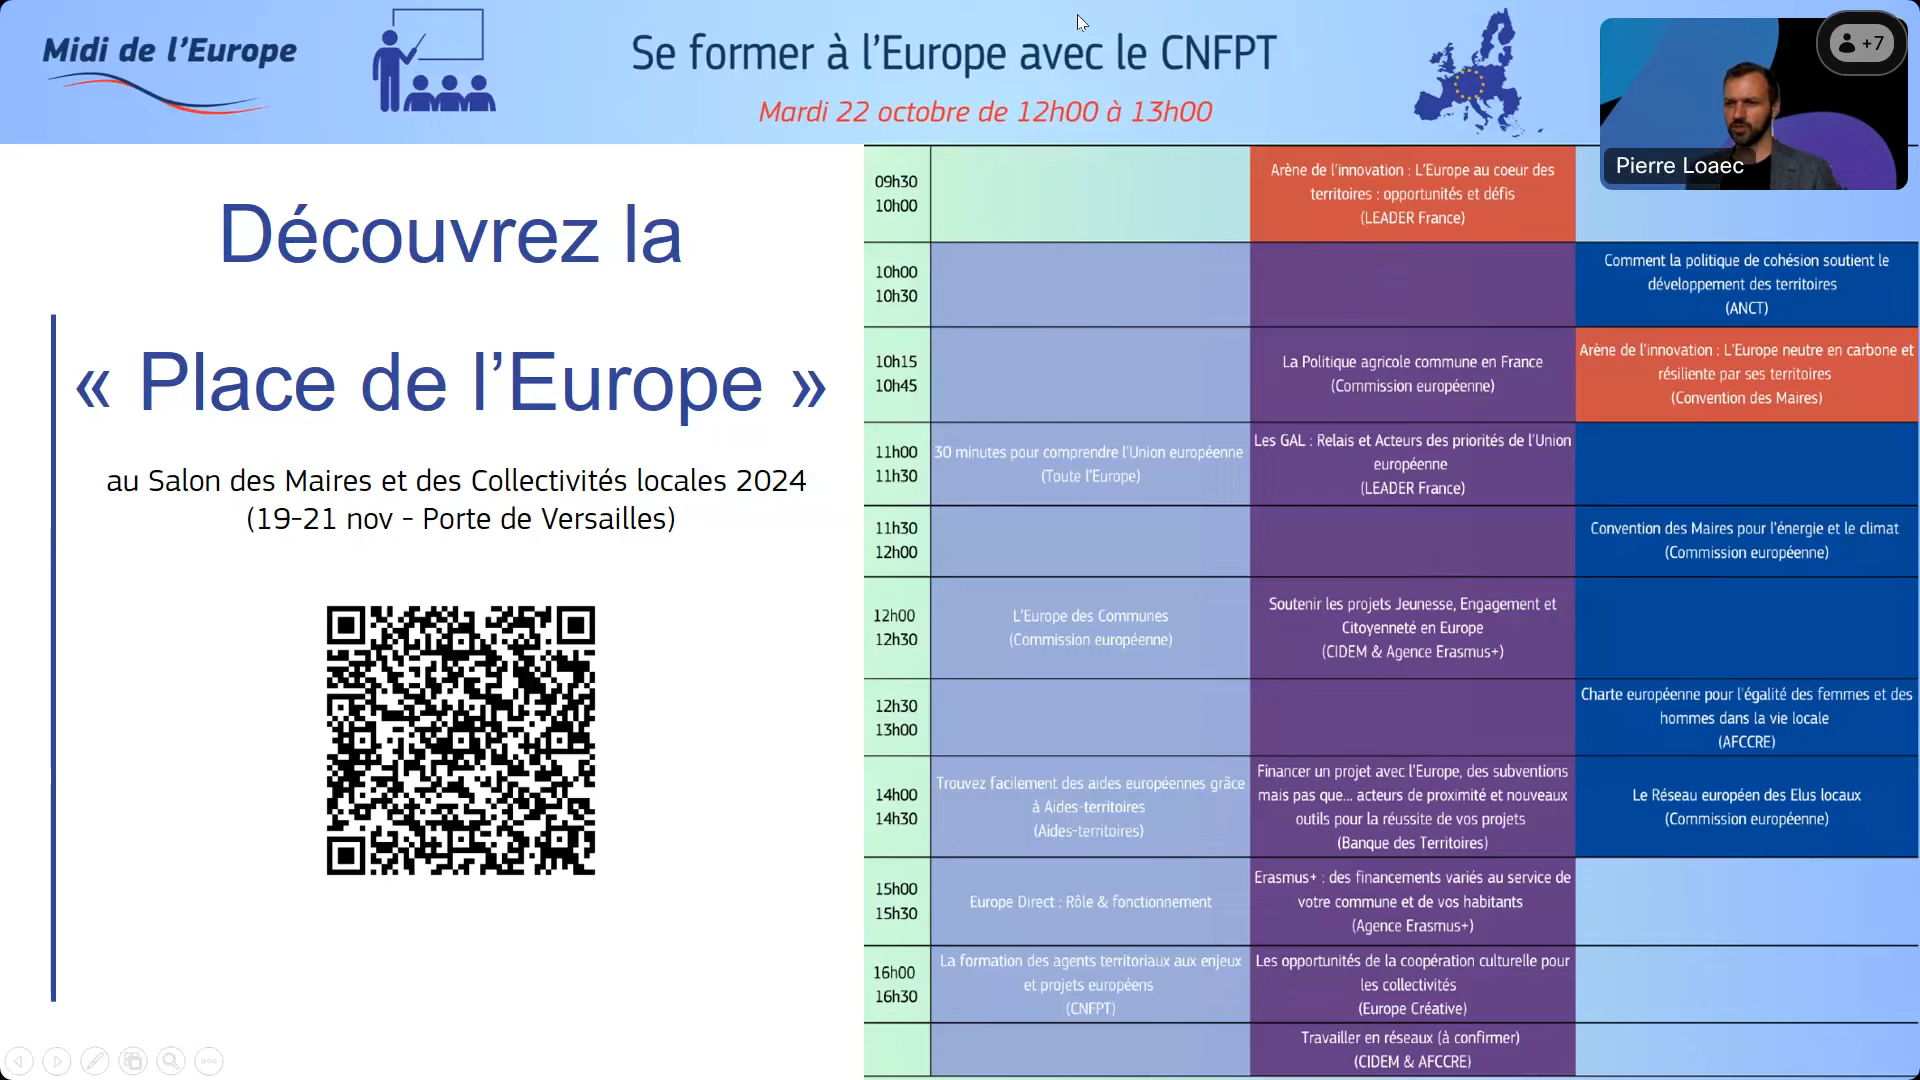 Midi de l'Europe
Se former à l'Europe avec le CNFPT
Mardi 22 octobre de 12h00 à 13h00
+7
Pierre Loaec
Découvrez la
« Place de l'Europe »
au Salon des Maires et des Collectivités locales 2024
(19-21 nov - Porte de Versailles)
09h30
10h00
Arène de l'innovation : L'Europe au coeur des
territoires : opportunités et défis
(LEADER France)
10h00
10h30
Comment la politique de cohésion soutient le
développement des territoires
(ANCT)
10h15
10h45
La Politique agricole commune en France
(Commission européenne)
Arène de l'innovation : L'Europe neutre en carbone et
résiliente par ses territoires
(Convention des Maires)
11h00
11h30
30 minutes pour comprendre l'Union européenne
(Toute l'Europe)
Les GAL : Relais et Acteurs des priorités de l'Union
européenne
(LEADER France)
11h30
12h00
Convention des Maires pour l'énergie et le climat
(Commission européenne)
12h00
12h30
L'Europe des Communes
(Commission européenne)
Soutenir les projets Jeunesse, Engagement et
Citoyenneté en Europe
(CIDEM & Agence Erasmus+)
12h30
13h00
Charte européenne pour l'égalité des femmes et des
hommes dans la vie locale
(AFCCRE)
14h00
14h30
Trouvez facilement des aides européennes grâce
à Aides-territoires
(Aides-territoires)
Financer un projet avec l'Europe, des subventions
mais pas que... acteurs de proximité et nouveaux
outils pour la réussite de vos projets
(Banque des Territoires)
Le Réseau européen des Elus locaux
(Commission européenne)
15h00
15h30
Europe Direct : Rôle & fonctionnement
Erasmus+ : des financements variés au service de
votre commune et de vos habitants
(Agence Erasmus+)
16h00
16h30
La formation des agents territoriaux aux enjeux
et projets européens
(CNFPT)
Les opportunités de la coopération culturelle pour
les collectivités
(Europe Créative)
Travailler en réseaux (à confirmer)
(CIDEM & AFCCRE)